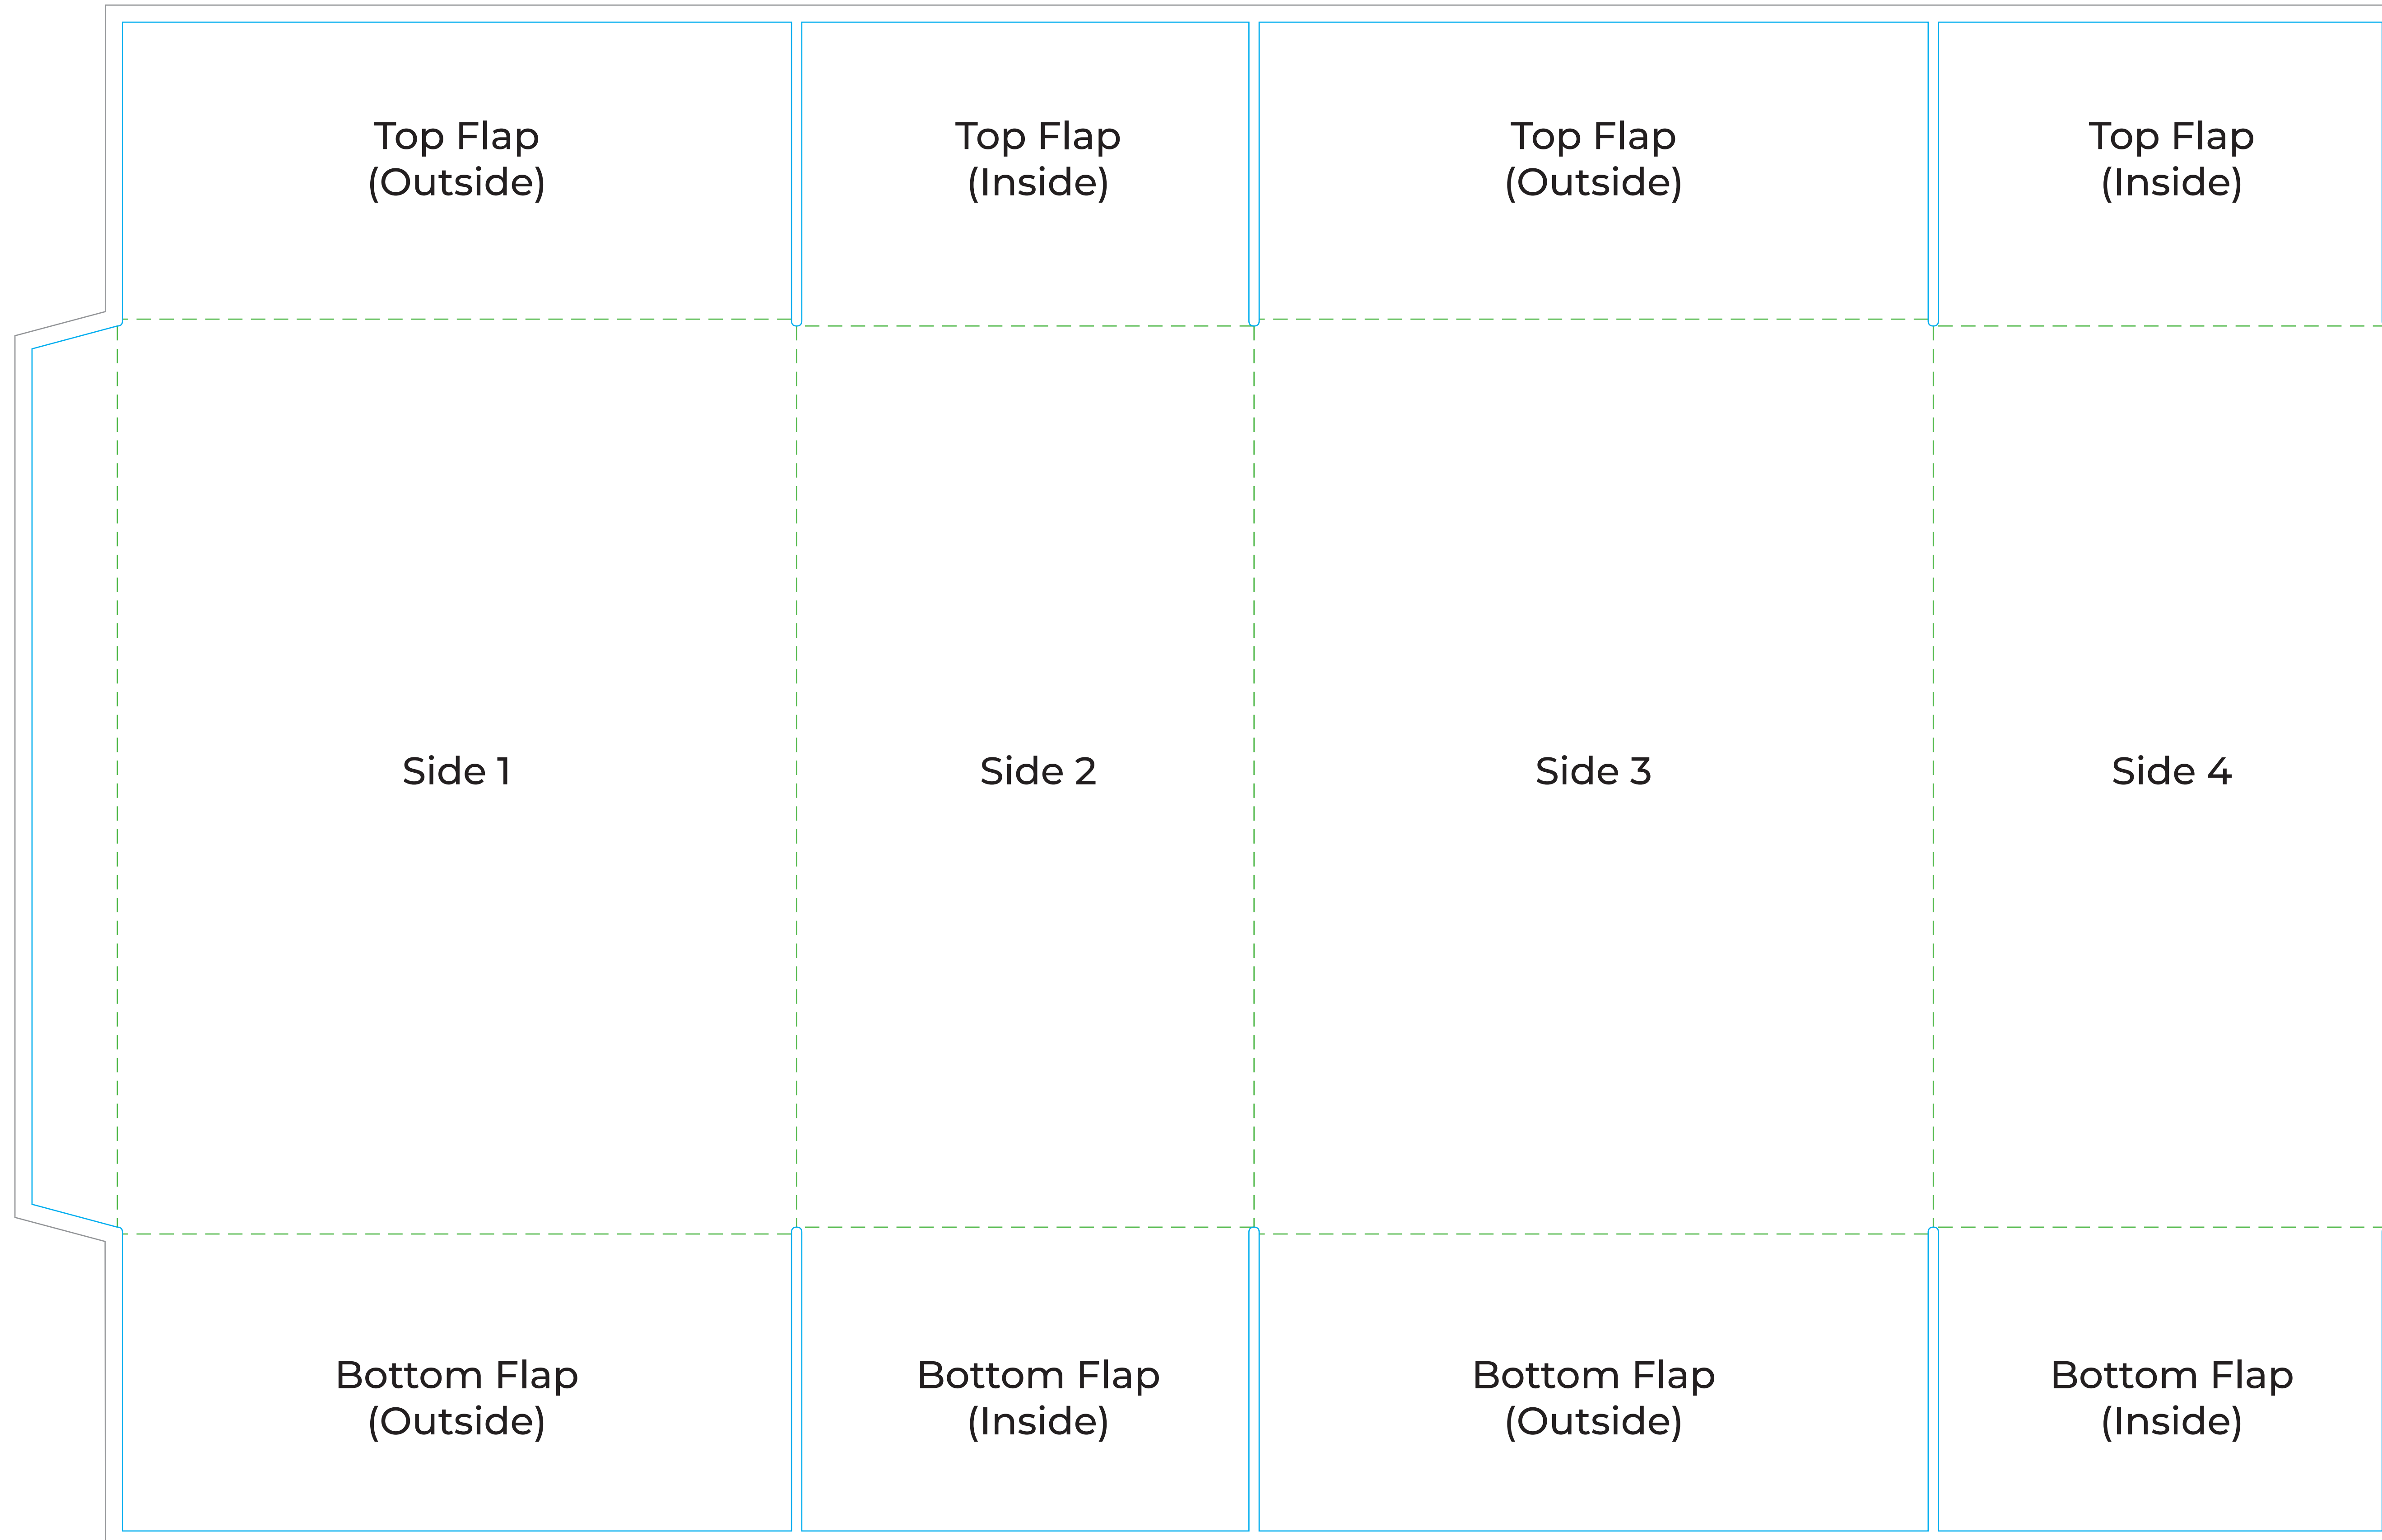 Top Flap
(Outside)
Top Flap
(Inside)
Top Flap
(Outside)
Top Flap
(Inside)
Side 1
Side 2
Side 3
Side 4
Bottom Flap
(Outside)
Bottom Flap
(Inside)
Bottom Flap
(Outside)
Bottom Flap
(Inside)